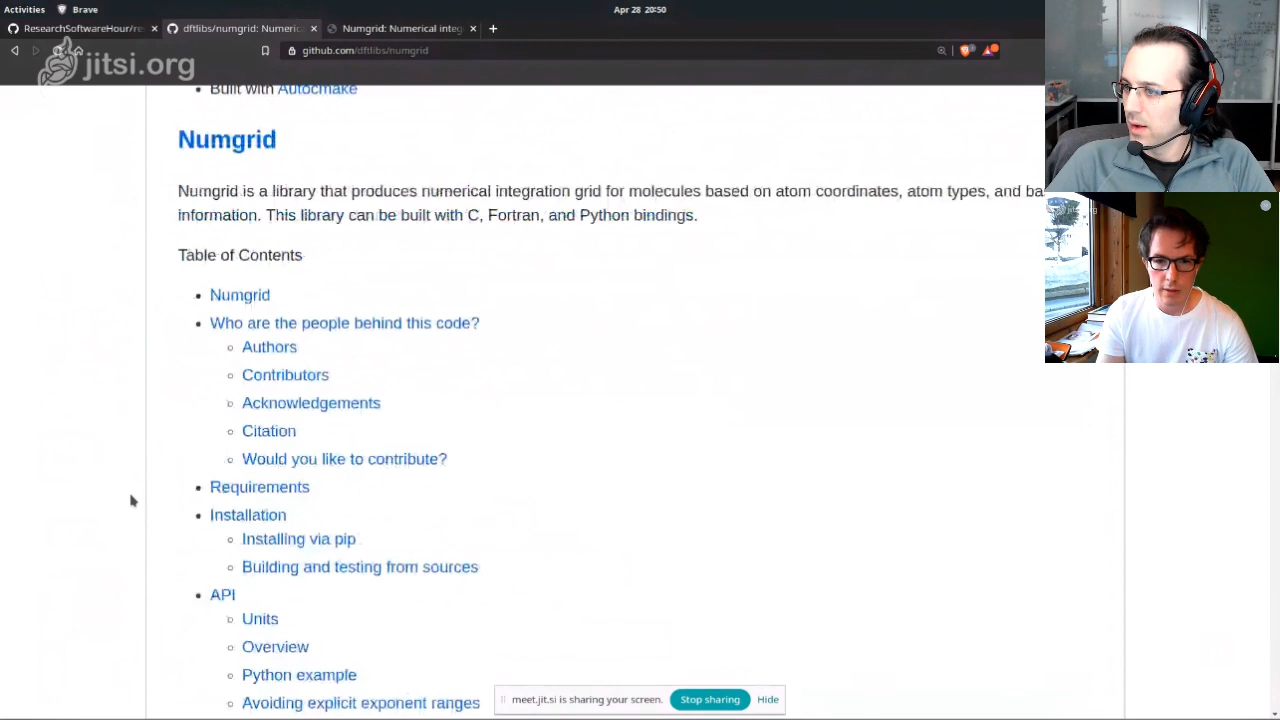 Activities Brave Apr 28 20:50
ResearchSoftwareHour/re × dftlibs/numgrid: Numeric × Numgrid: Numerical integ × +
github.com/dftlibs/numgrid
jitsi.org
Built with Autocmake
Numgrid
Numgrid is a library that produces numerical integration grid for molecules based on atom coordinates, atom types, and ba
information. This library can be built with C, Fortran, and Python bindings.
Table of Contents
Numgrid
Who are the people behind this code?
Authors
Contributors
Acknowledgements
Citation
Would you like to contribute?
Requirements
Installation
Installing via pip
Building and testing from sources
API
Units
Overview
Python example
Avoiding explicit exponent ranges
meet.jit.si is sharing your screen. Stop sharing Hide